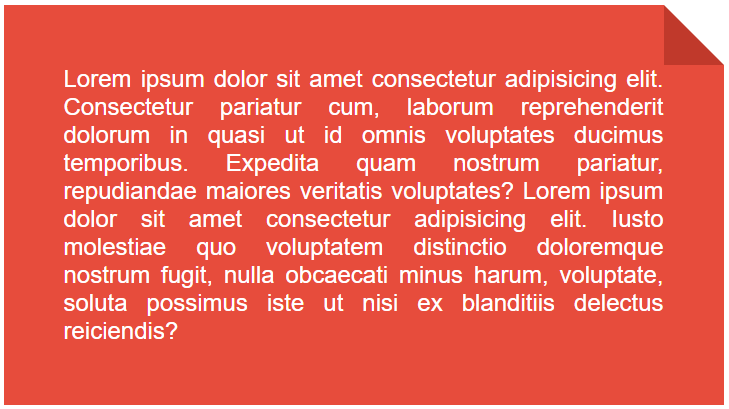 Lorem ipsum dolor sit amet consectetur adipisicing elit.
Consectetur pariatur cum, laborum reprehenderit
dolorum in quasi ut id omnis voluptates ducimus
temporibus. Expedita quam nostrum pariatur,
repudiandae maiores veritatis voluptates? Lorem ipsum
dolor sit amet consectetur adipisicing elit. Iusto
molestiae quo voluptatem distinctio doloremque
nostrum fugit, nulla obcaecati minus harum, voluptate,
soluta possimus iste ut nisi ex blanditiis delectus
reiciendis?